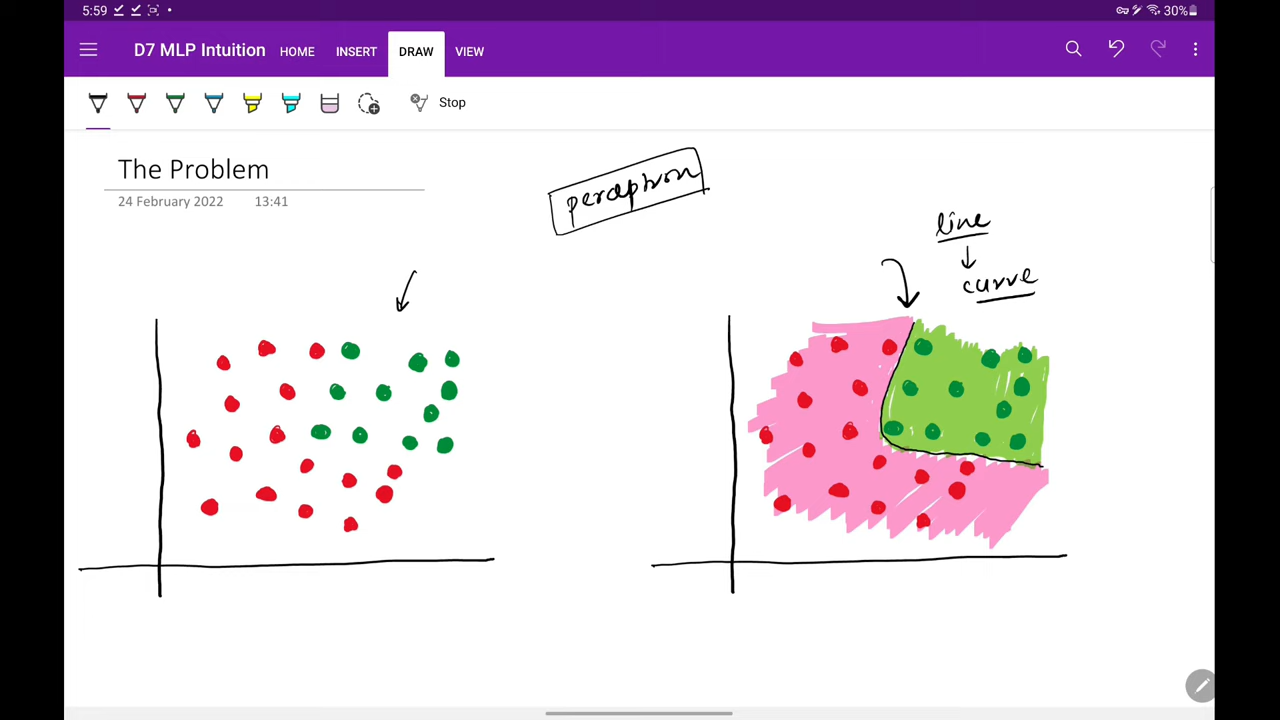 5:59
30%
D7 MLP Intuition
HOME
INSERT
DRAW
VIEW
Stop
The Problem
24 February 2022 13:41
perceptron
line
curve